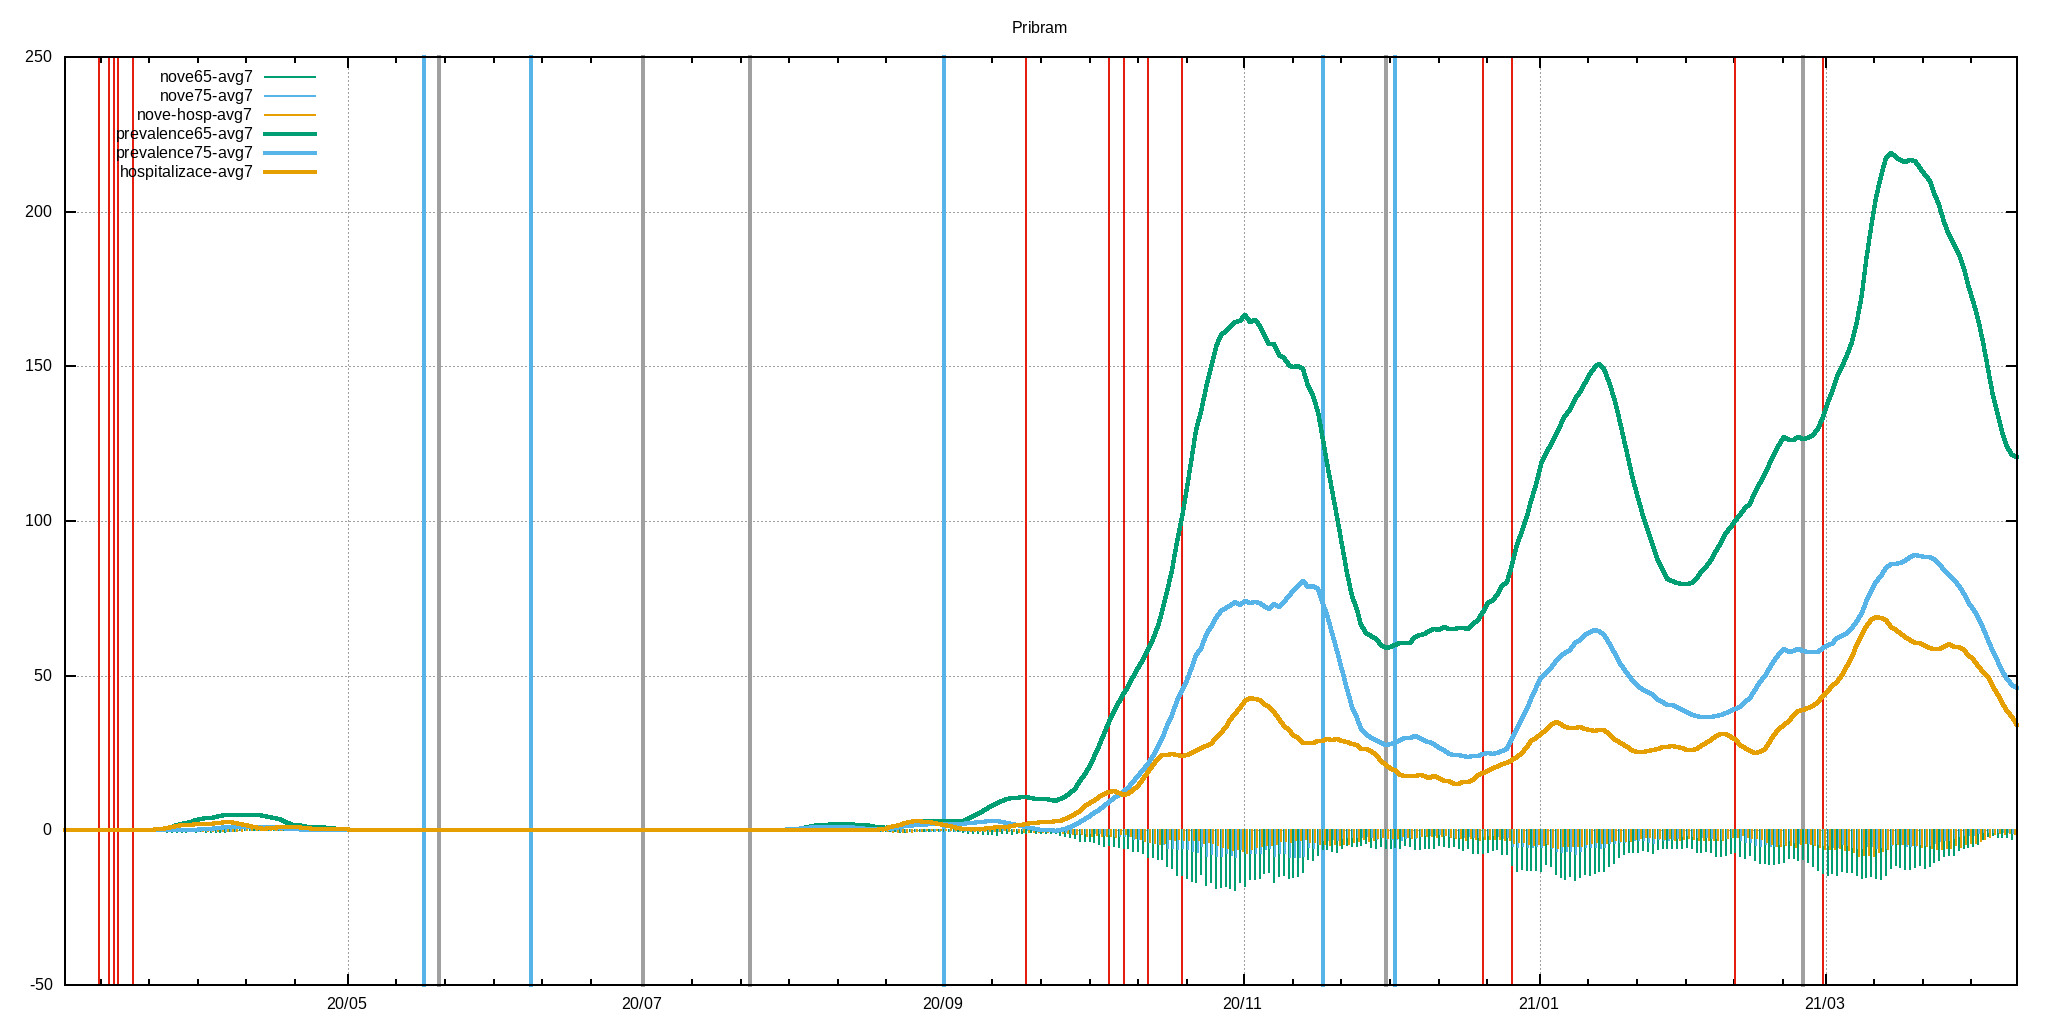 Pribram
250
nove65-avg7
nove75-avg7
nove-hosp-avg7
prevalence65-avg7
prevalence75-avg7
hospitalizace-avg7
200
150
100
50
0
-50
20/05 20/07 20/09 20/11 21/01 21/03